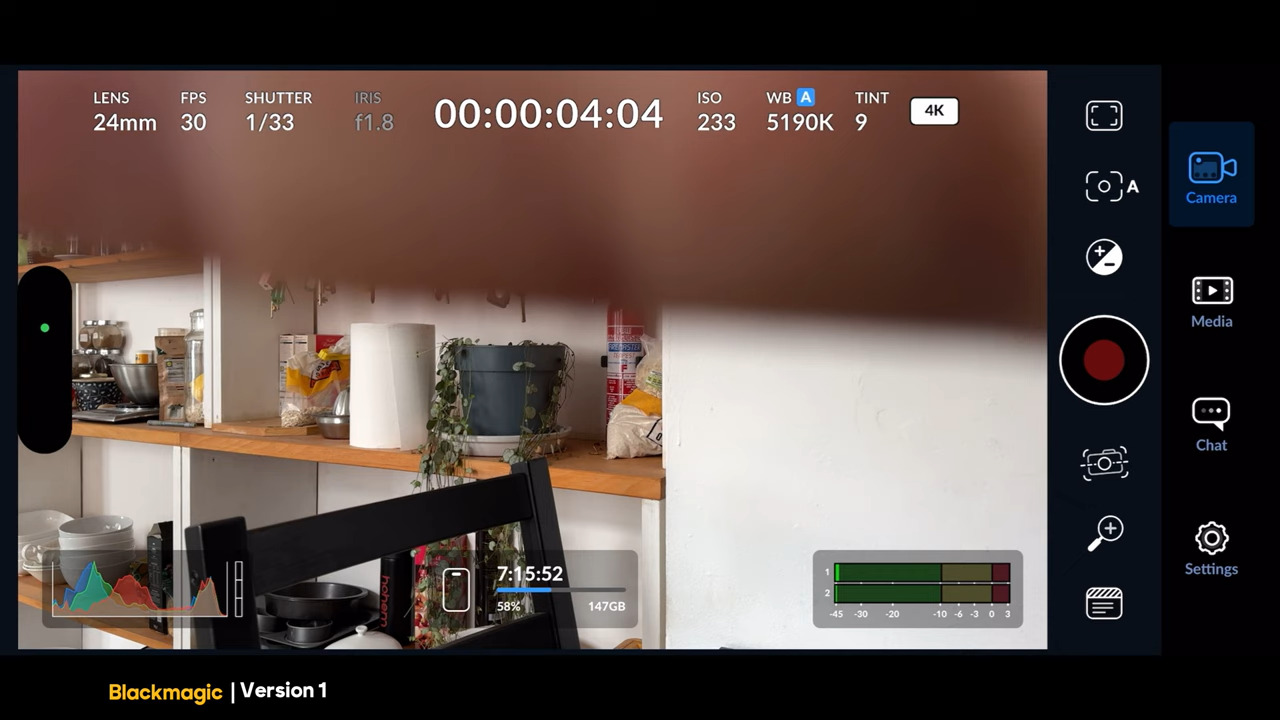 LENS
24mm
FPS
30
SHUTTER
1/33
IRIS
f1.8
00:00:04:04
ISO
233
WB A
5190K
TINT
9
4K
A
Camera
Media
Chat
Settings
7:15:52
58% 147GB
1
2
-45 -30 -20 -10 -6 -3 0 3
hohem
Blackmagic | Version 1